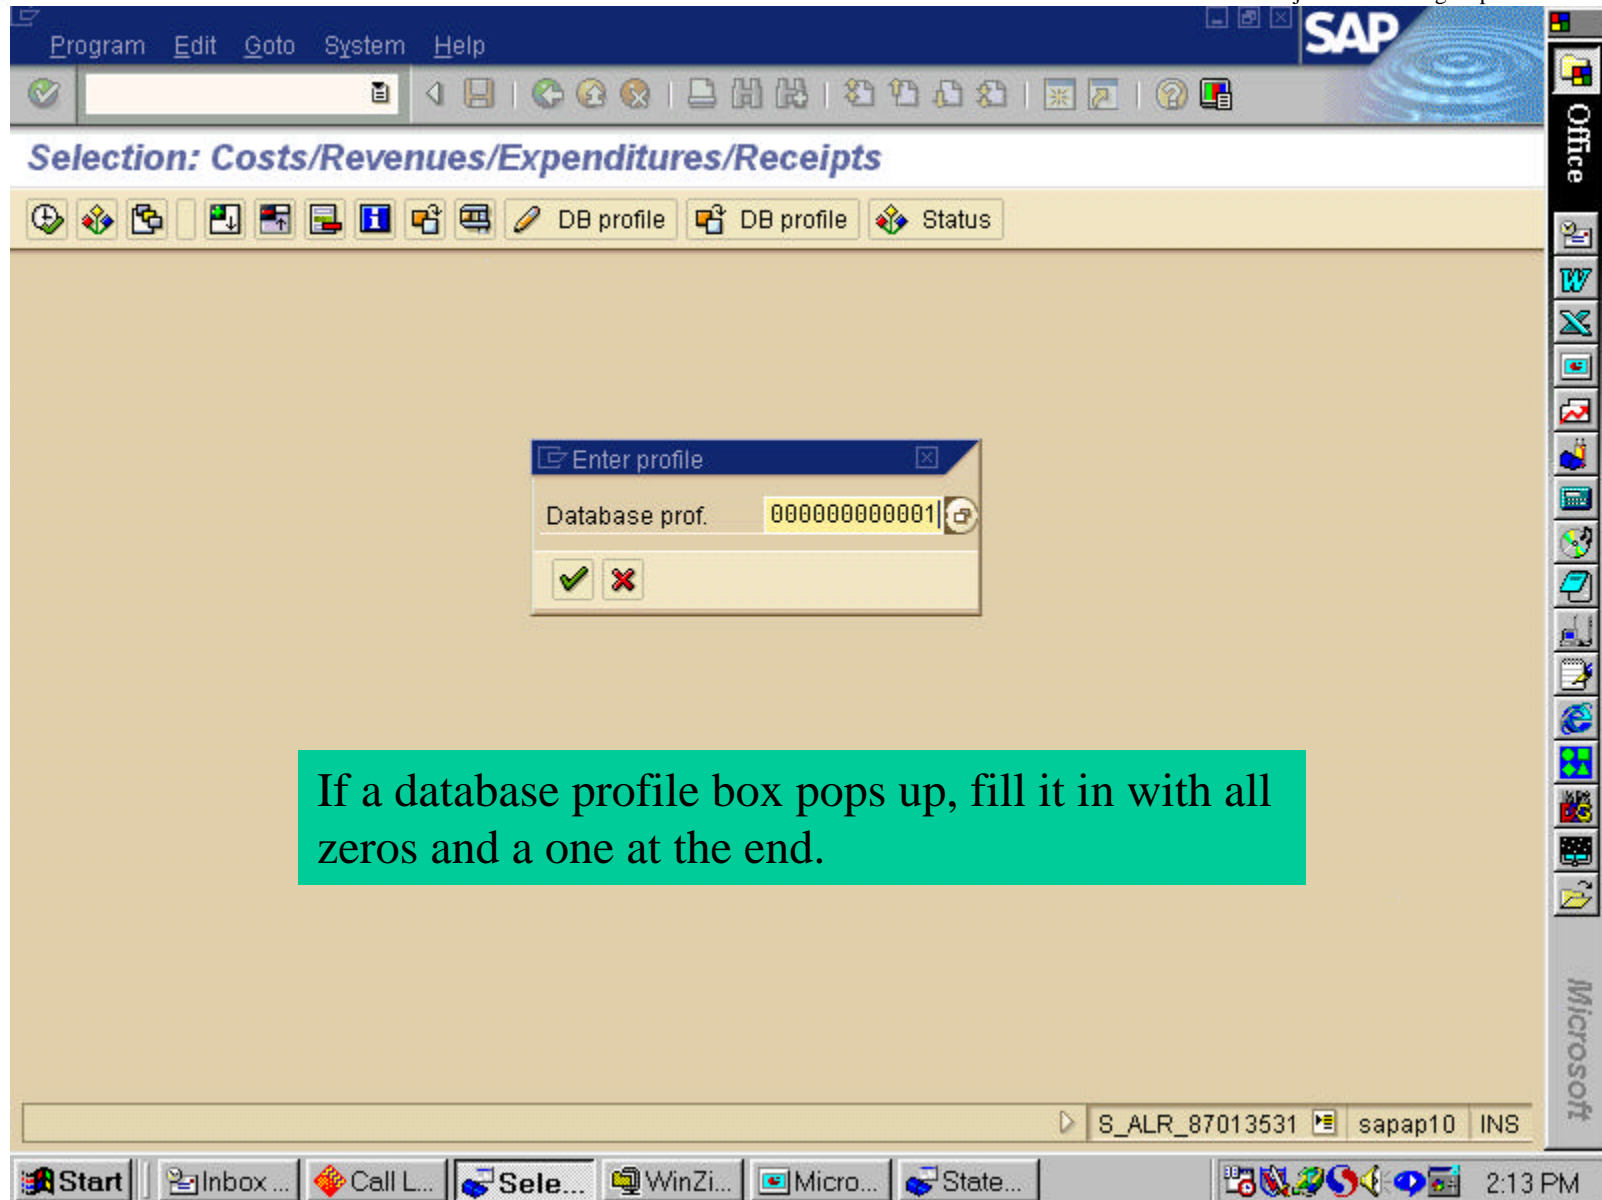 Program Edit Goto System Help
SAP
Selection: Costs/Revenues/Expenditures/Receipts
DB profile DB profile Status
Enter profile
Database prof. 000000000001
If a database profile box pops up, fill it in with all
zeros and a one at the end.
S_ALR_87013531 sapap10 INS
Start Inbox ... Call L... Sele... WinZi... Micro... State... 2:13 PM
Office
Microsoft